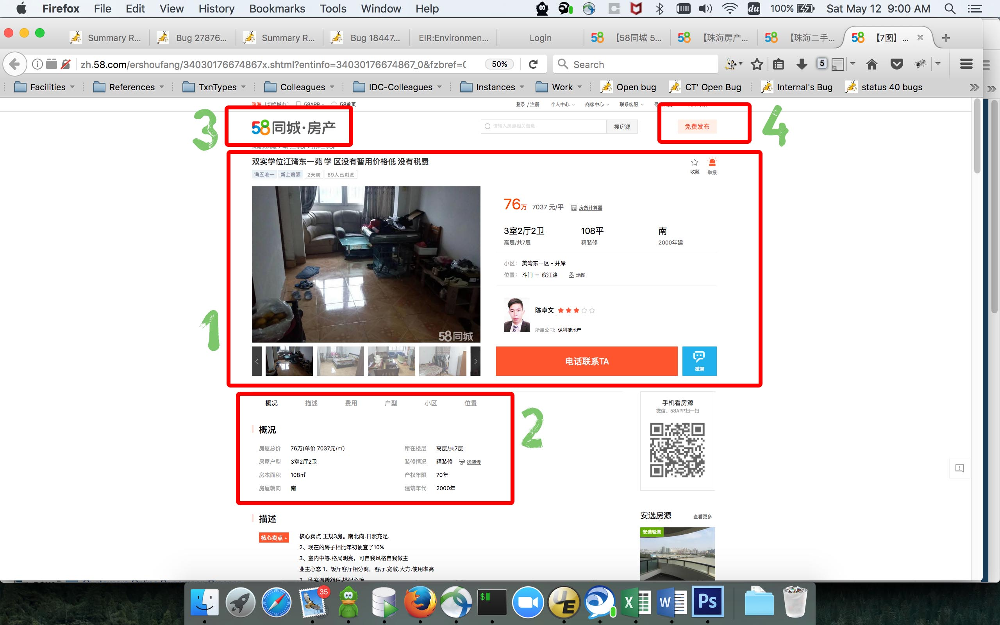 Firefox File Edit View History Bookmarks Tools Window Help
du 100% Sat May 12 9:00 AM
Summary R... Bug 27876... Summary R... Bug 18447... EIR:Environmen... Login 【58同城 5... 【珠海房产... 【珠海二手... 【7图】 ...
zh.58.com/ershoufang/34030176674867x.shtml?entinfo=34030176674867_0&fzbref=0 50% Search 5
Facilities References TxnTypes Colleagues IDC-Colleagues Instances Work Open bug CT' Open Bug Internal's Bug status 40 bugs
珠海 [切换城市] 58APP 58首页 登录 / 注册 个人中心 商家中心 联系客服
3 58同城·房产 请输入房源相关信息 搜房源 免费发布 4
双实学位江湾东一苑 学 区没有暂用价格低 没有税费
收藏 举报
满五唯一 新上房源 2天前 89人已浏览
76万 7037 元/平 房贷计算器
3室2厅2卫 108平 南
高层/共7层 精装修 2000年建
小区: 美湾东一区 - 井岸
位置: 斗门 － 滨江路 地图
陈卓文
所属公司: 保利捷地产
58同城
1
电话联系TA 微聊
概况 描述 费用 户型 小区 位置
2
概况
房屋总价 76万(单价 7037元/㎡) 所在楼层 高层/共7层
房屋户型 3室2厅2卫 装修情况 精装修 找装修
房本面积 108㎡ 产权年限 70年
房屋朝向 南 建筑年代 2000年
手机看房源
微信、58APP扫一扫
描述
核心卖点 核心卖点 正规3房。南北向.日照充足.
2、现在的房子相比年初便宜了10%
3、室内中等.格局明亮，可自我风格自我做主
业主心态 1、饭厅客厅相分离，客厅.宽敞.大方.使用率高
安选房源 查看更多
安选验真
35 $ UE X W Ps